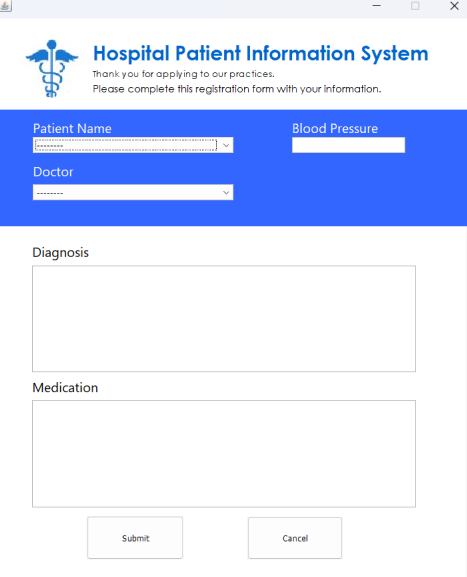 Hospital Patient Information System
Thank you for applying to our practices.
Please complete this registration form with your information.
Patient Name
Blood Pressure
--------
Doctor
--------
Diagnosis
Medication
Submit
Cancel